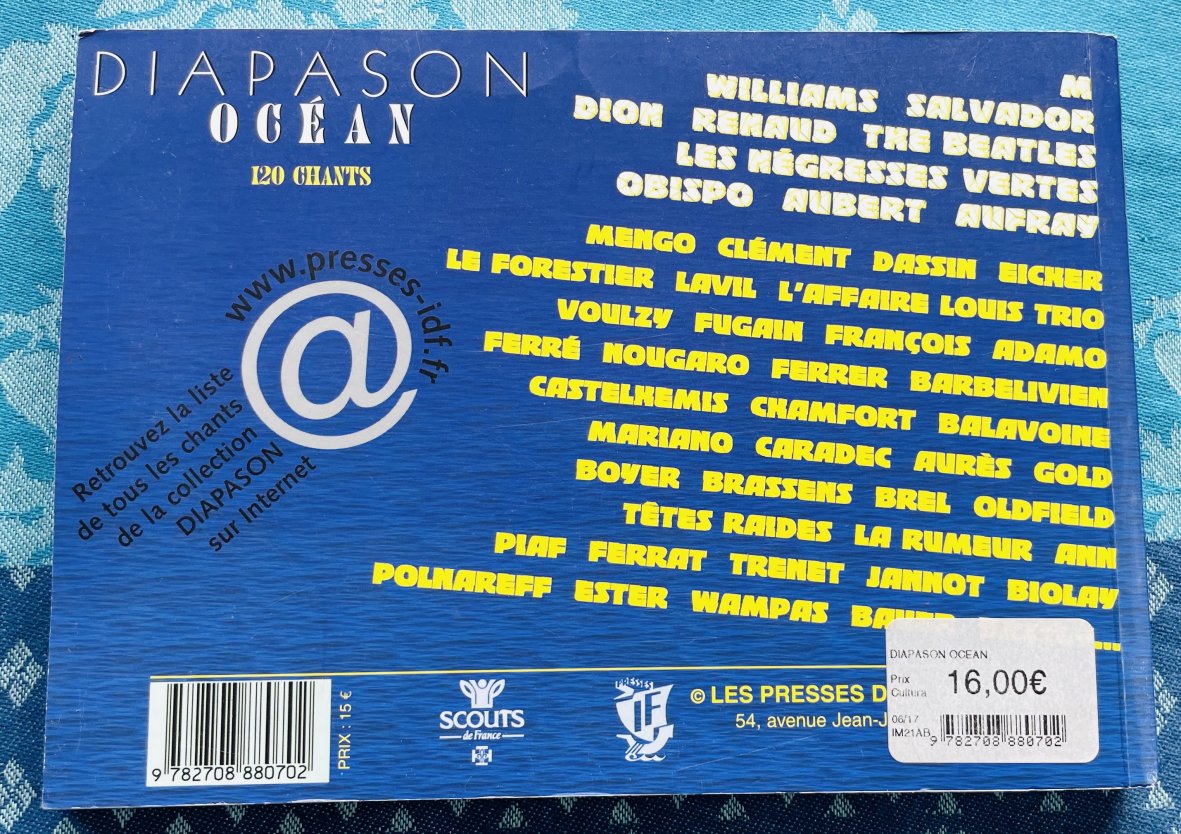 DIAPASON
OCÉAN
120 CHANTS
M
WILLIAMS SALVADOR
DION RENAUD THE BEATLES
LES NÉGRESSES VERTES
OBISPO AUBERT AUFRAY
MENGO CLÉMENT DASSIN EICHER
LE FORESTIER LAVIL L'AFFAIRE LOUIS TRIO
VOULZY FUGAIN FRANÇOIS ADAMO
FERRÉ NOUGARO FERRER BARBELIVIEN
CASTELHEMIS CHAMFORT BALAVOINE
MARIANO CARADEC AURÈS GOLD
BOYER BRASSENS BREL OLDFIELD
TÊTES RAIDES LA RUMEUR ANN
PIAF FERRAT TRENET JANNOT BIOLAY
POLNAREFF ESTER WAMPAS ...
www.presses-idf.fr
@
Retrouvez la liste
de tous les chants
de la collection
DIAPASON
sur Internet
9 782708 880702
PRIX : 15 €
SCOUTS
de France
PRESSES
IF
© LES PRESSES D
54, avenue Jean-J
DIAPASON OCEAN
Prix
Cultura
16,00€
06/17
IM21AB
9 782708 880702